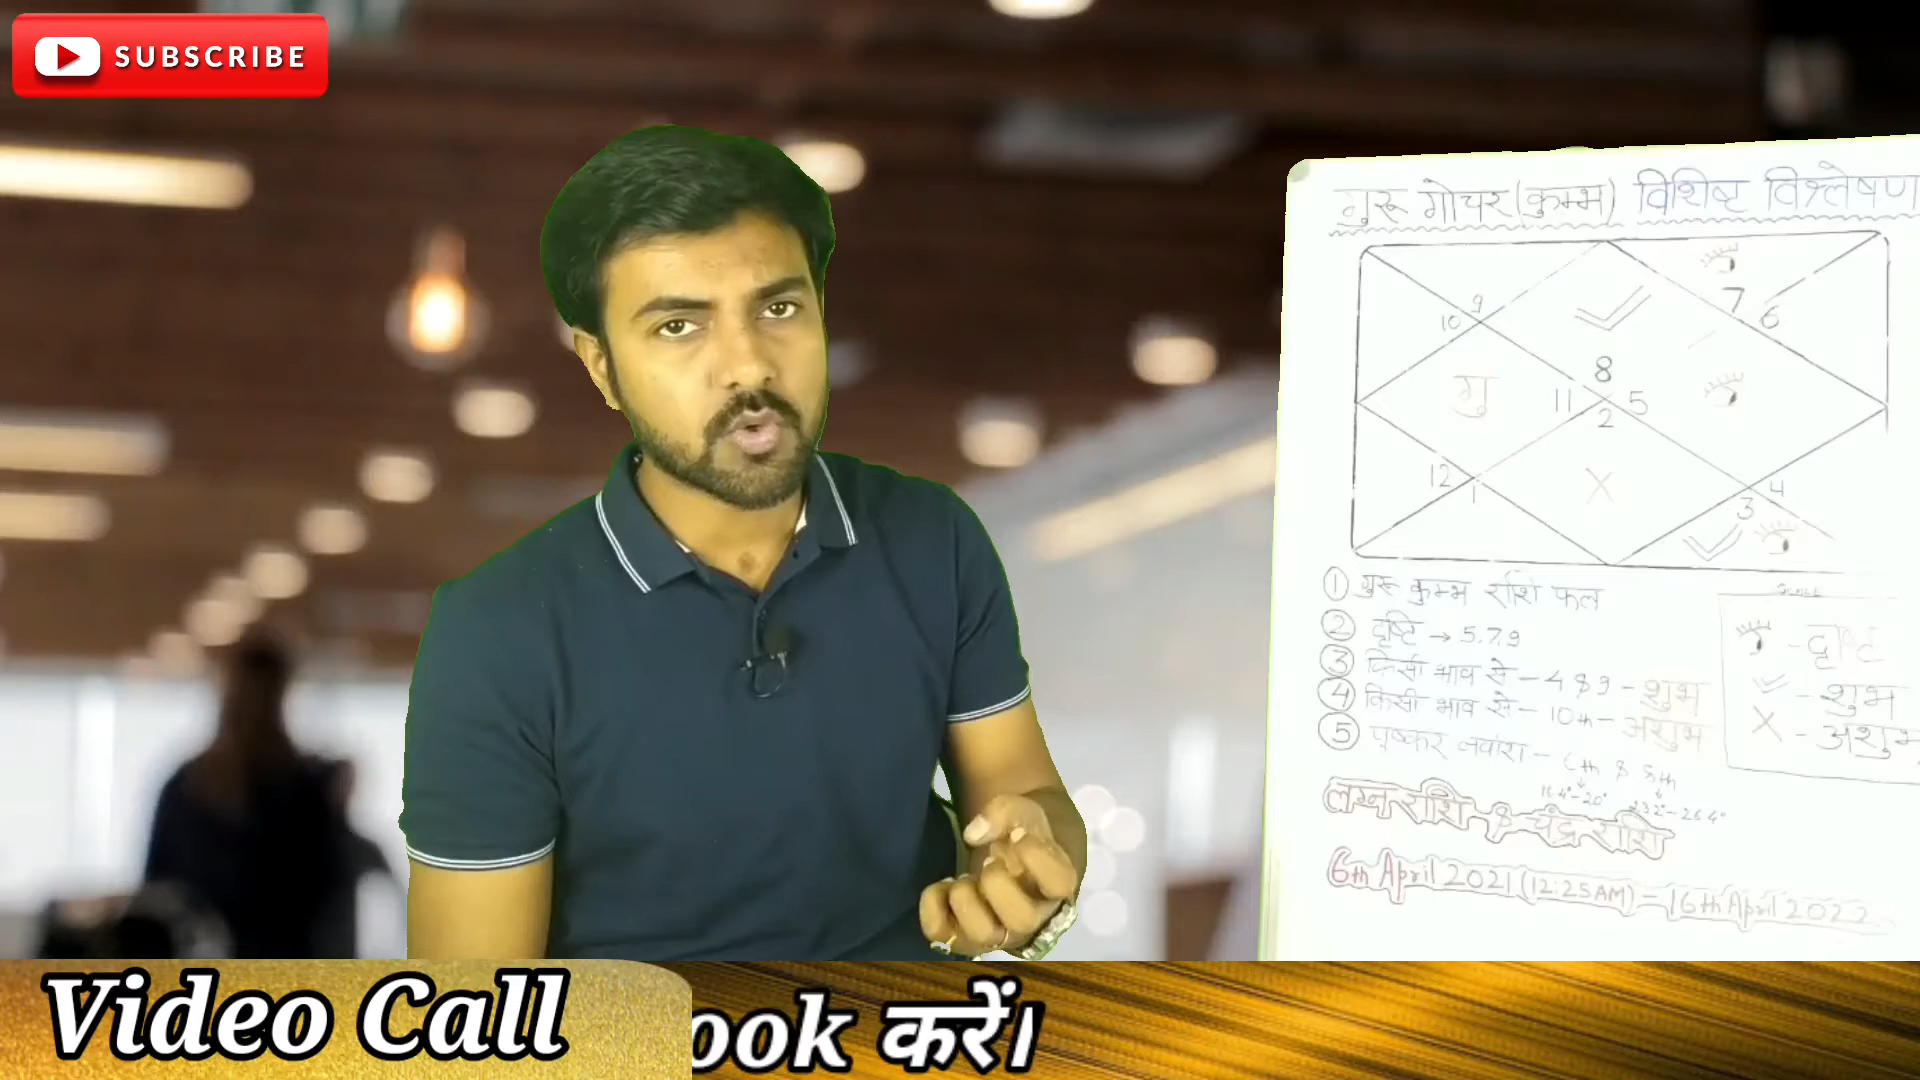 SUBSCRIBE
गुरू गोचर (कुम्भ) विशिष्ट विश्लेषण
7
9
10
6
8
गु
11
5
2
12
1
4
3
① गुरू कुम्भ राशि फल
② दृष्टि → 5.7.9
③ किसी भाव से - 4 & 9 - शुभ
④ किसी भाव से - 10th - अशुभ
⑤ पुष्कर नवांश - 6th & 8th
- दृष्टि
- शुभ
X - अशुभ
लग्न राशि & चंद्र राशि
6th April 2021 (12:25AM) - 16th April 2022
Video Call
ook करें।